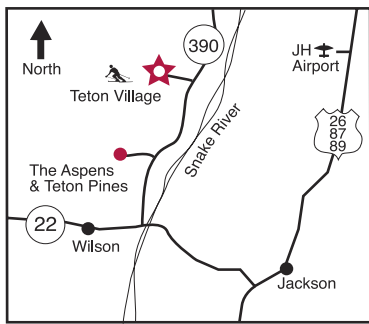 390
JH
Airport
North
Teton Village
26
87
89
Snake River
The Aspens
& Teton Pines
22
Wilson
Jackson